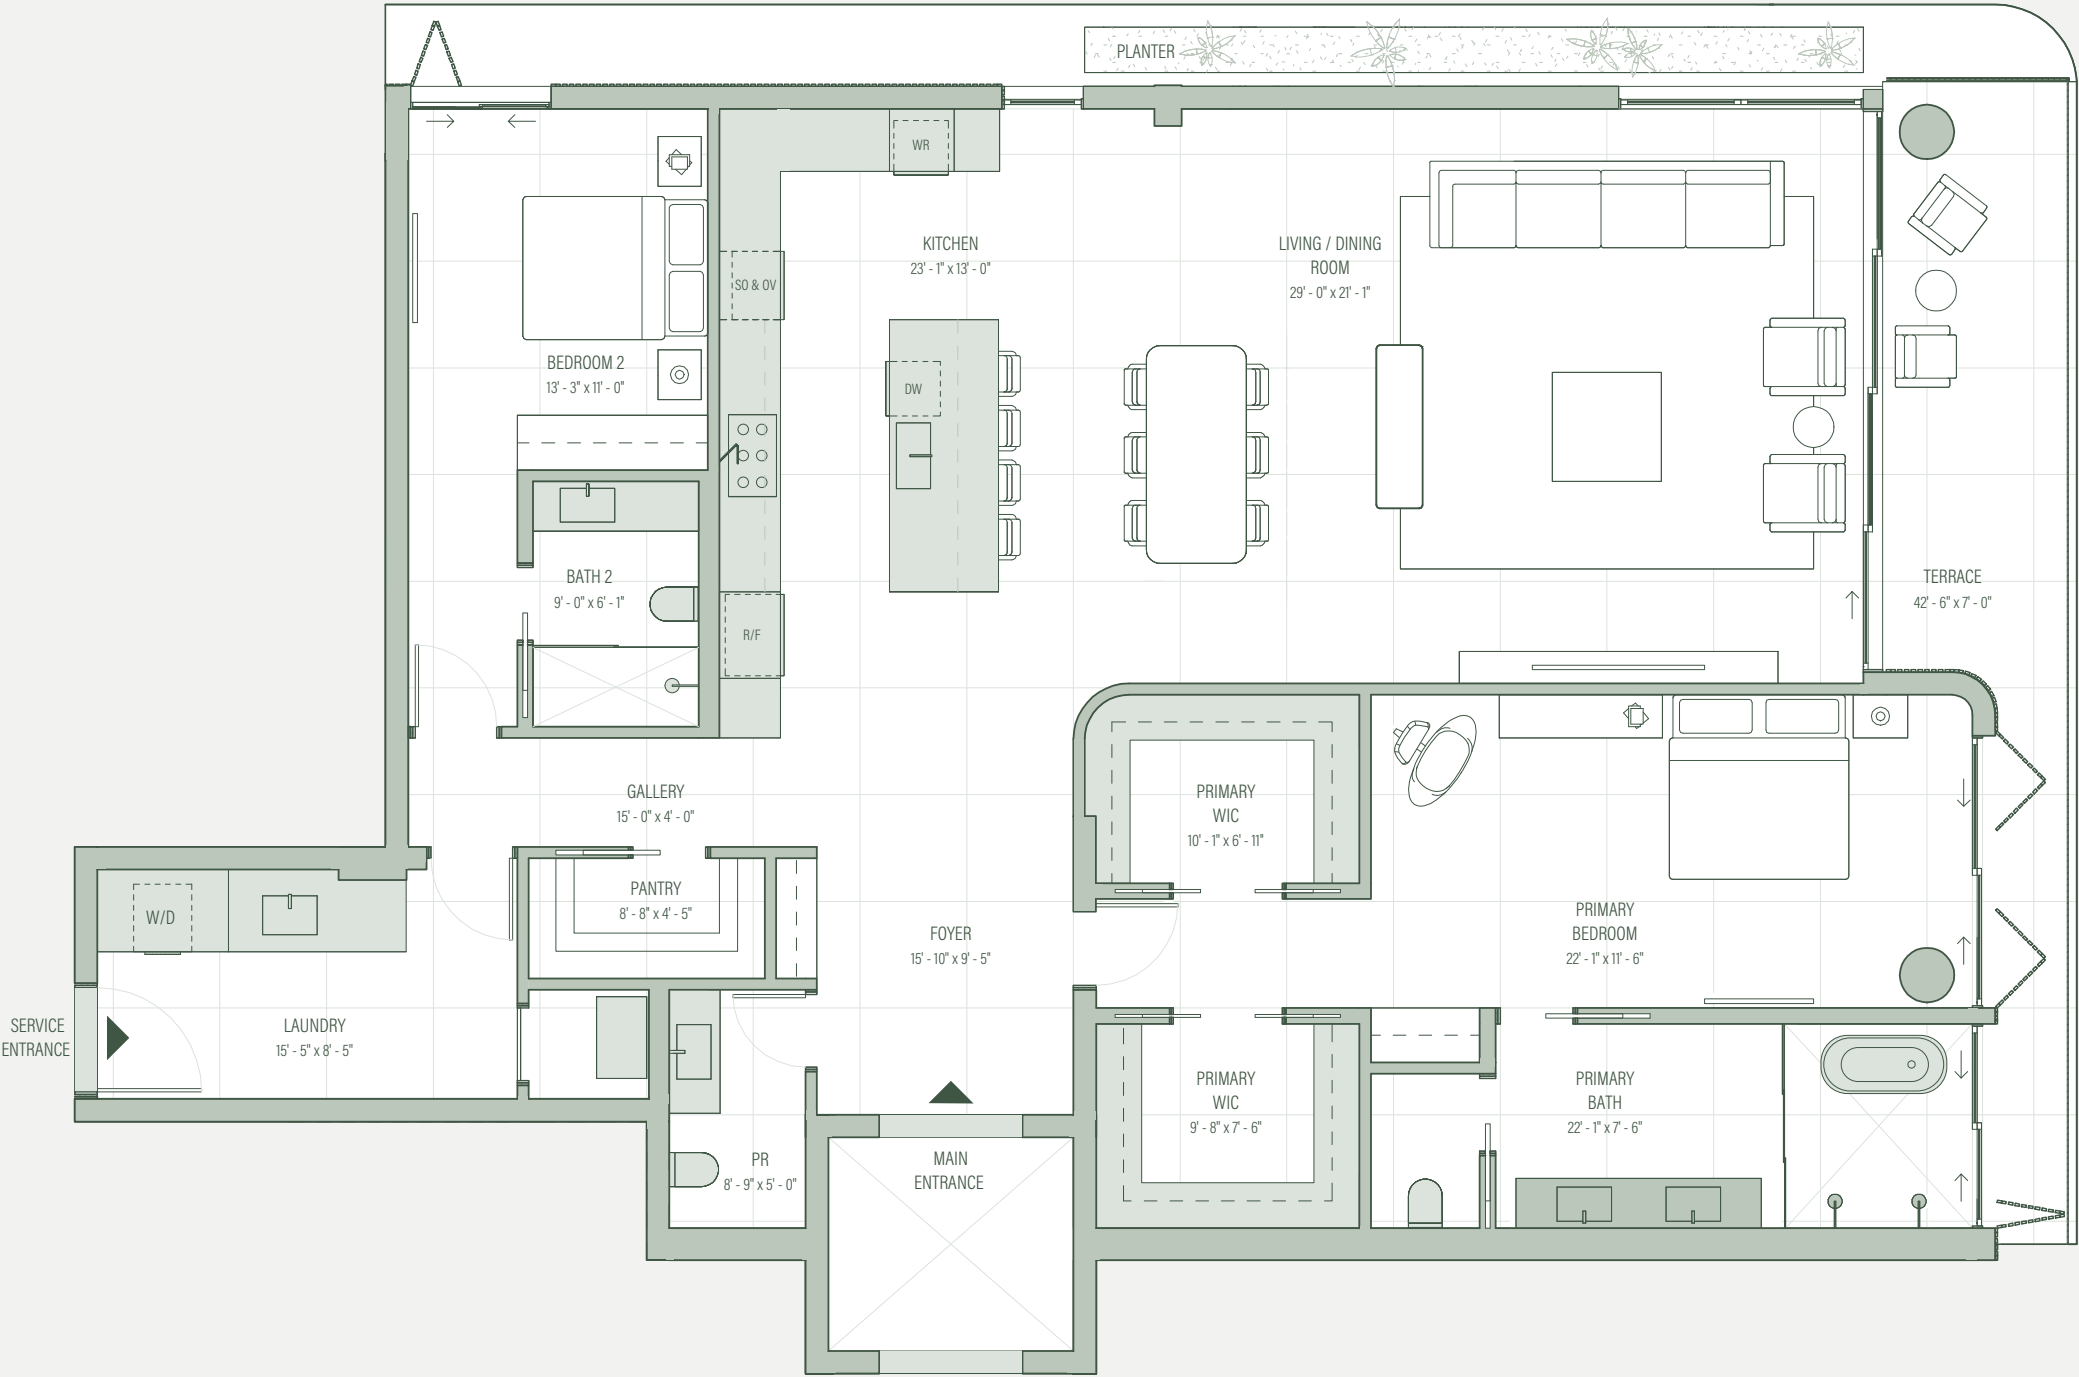 PLANTER
WR
KITCHEN
23' - 1" x 13' - 0"
LIVING / DINING
ROOM
29' - 0" x 21' - 1"
SO & OV
BEDROOM 2
13' - 3" x 11' - 0"
DW
BATH 2
9' - 0" x 6' - 1"
R/F
TERRACE
42' - 6" x 7' - 0"
GALLERY
15' - 0" x 4' - 0"
PRIMARY
WIC
10' - 1" x 6' - 11"
PANTRY
8' - 8" x 4' - 5"
W/D
FOYER
15' - 10" x 9' - 5"
PRIMARY
BEDROOM
22' - 1" x 11' - 6"
SERVICE
ENTRANCE
LAUNDRY
15' - 5" x 8' - 5"
PRIMARY
WIC
9' - 8" x 7' - 6"
PRIMARY
BATH
22' - 1" x 7' - 6"
PR
8' - 9" x 5' - 0"
MAIN
ENTRANCE